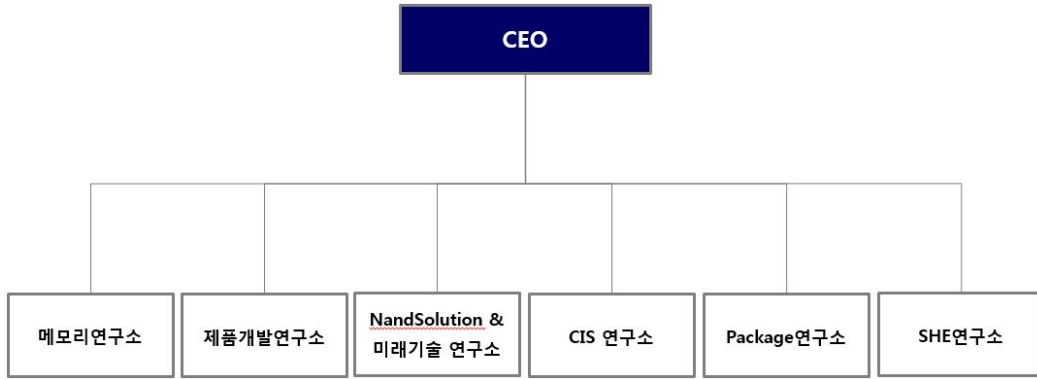 CEO
메모리연구소
제품개발연구소
NandSolution &
미래기술 연구소
CIS 연구소
Package연구소
SHE연구소